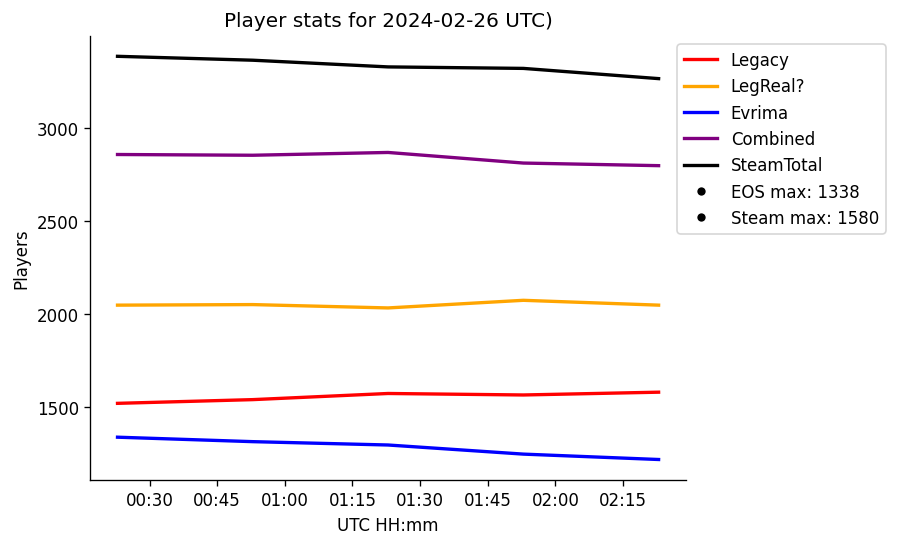 Player stats for 2024-02-26 UTC)
Legacy
LegReal?
Evrima
Combined
SteamTotal
EOS max: 1338
Steam max: 1580
Players
3000
2500
2000
1500
00:30 00:45 01:00 01:15 01:30 01:45 02:00 02:15
UTC HH:mm